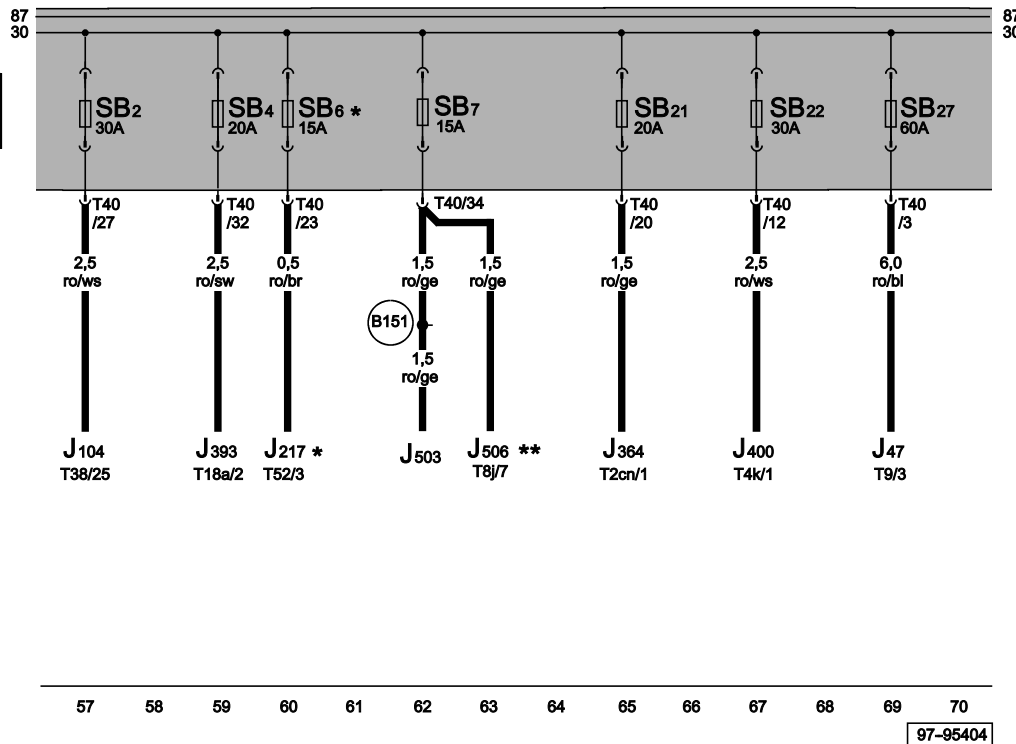 87 87
30 30
SB2 SB4 SB6 * SB7 SB21 SB22 SB27
30A 20A 15A 15A 20A 30A 60A
T40 T40 T40 T40/34 T40 T40 T40
/27 /32 /23 /20 /12 /3
2,5 2,5 0,5 1,5 1,5 1,5 2,5 6,0
ro/ws ro/sw ro/br ro/ge ro/ge ro/ge ro/ws ro/bl
B151
1,5
ro/ge
J104 J393 J217 * J503 J506 ** J364 J400 J47
T38/25 T18a/2 T52/3 T8j/7 T2cn/1 T4k/1 T9/3
57 58 59 60 61 62 63 64 65 66 67 68 69 70
97-95404